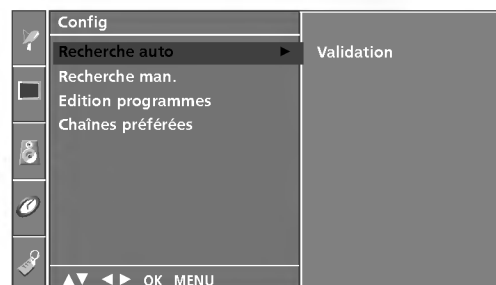 Config
Recherche auto ► Validation
Recherche man.
Edition programmes
Chaînes préférées
▲▼ ◄► OK MENU